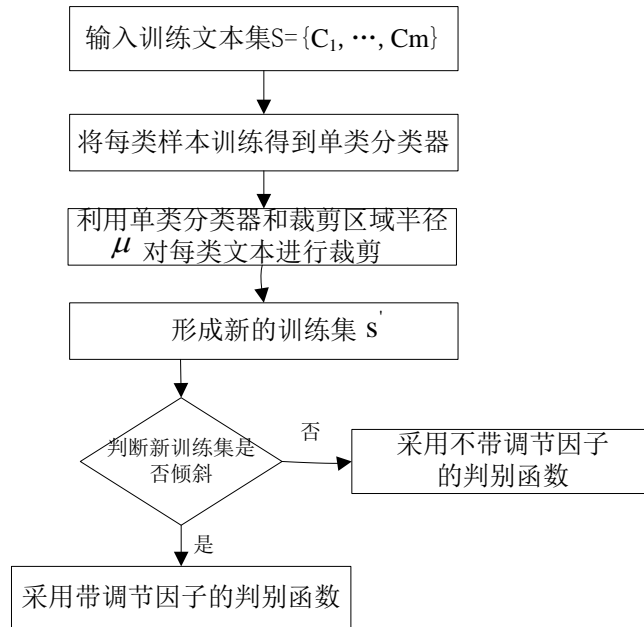 输入训练文本集S={C₁, ···, Cm}
将每类样本训练得到单类分类器
利用单类分类器和裁剪区域半径
μ 对每类文本进行裁剪
形成新的训练集 s'
判断新训练集是
否倾斜
否
采用不带调节因子
的判别函数
是
采用带调节因子的判别函数